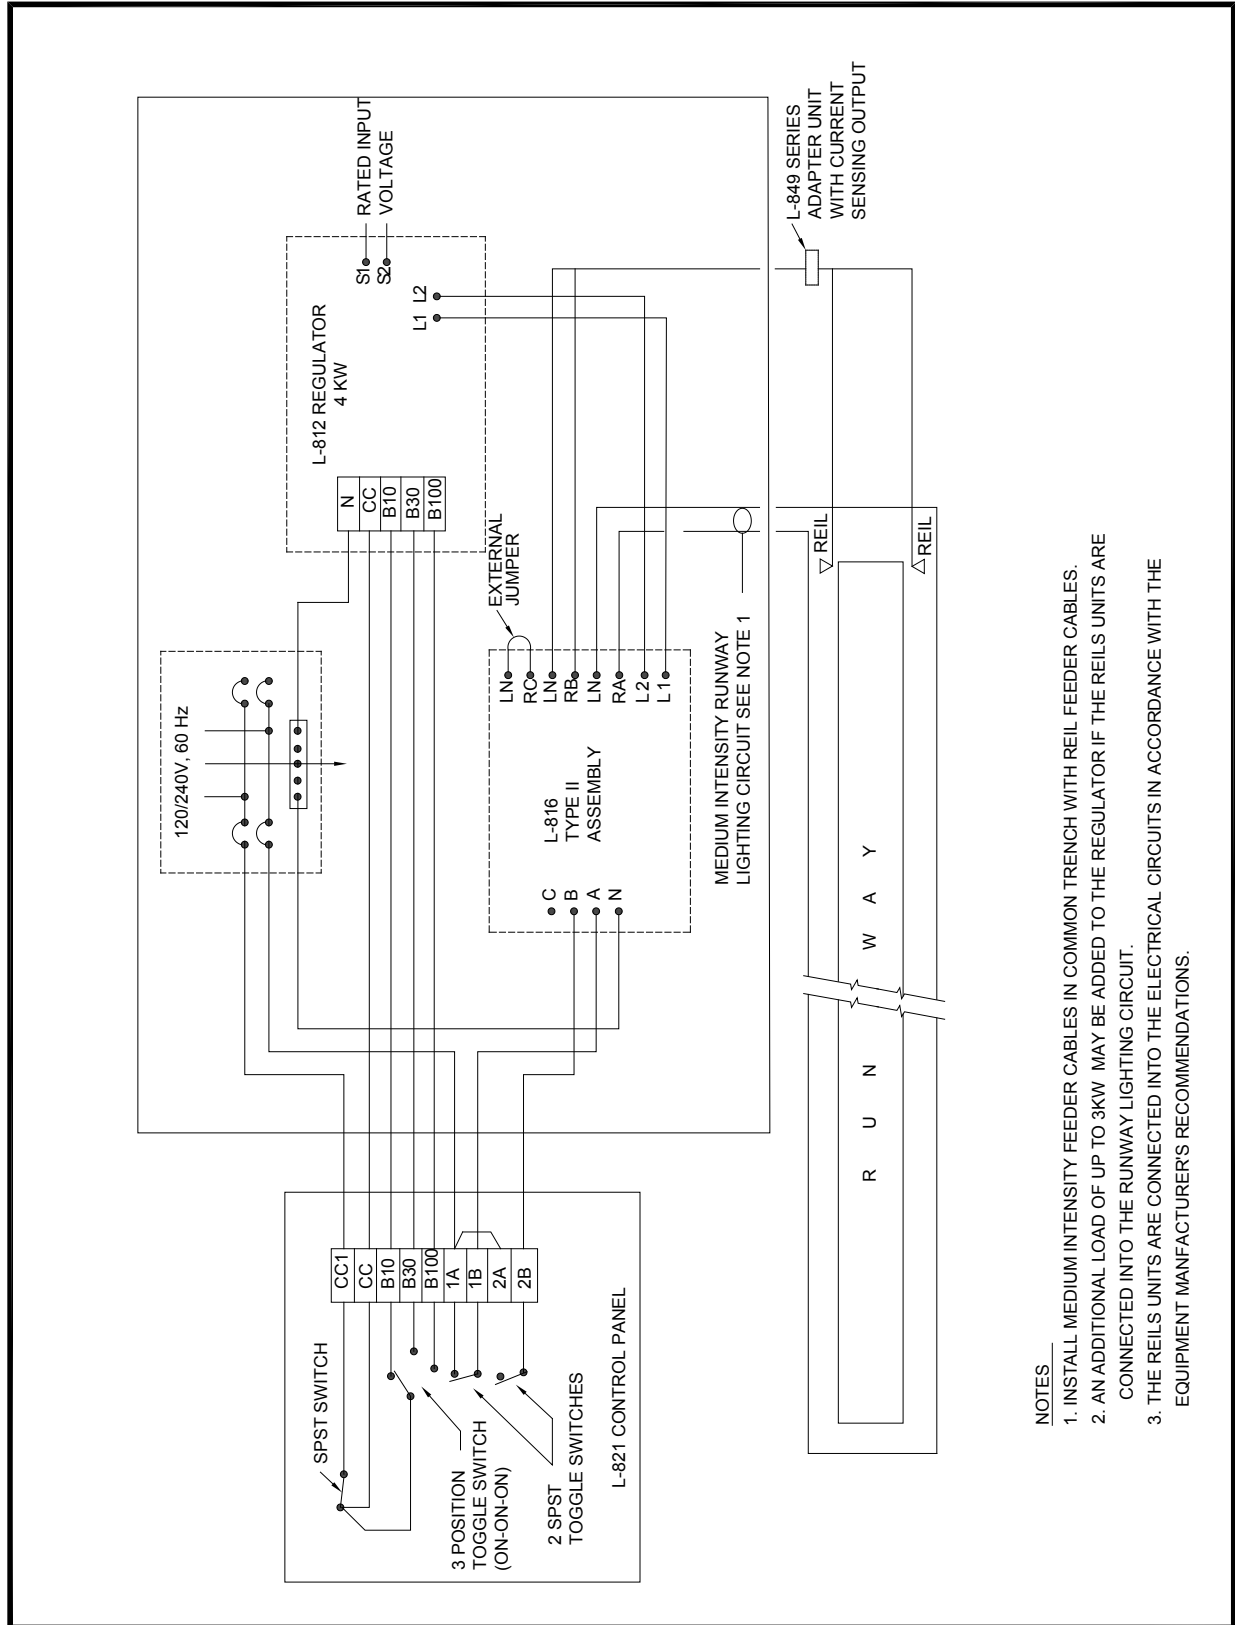 120/240V, 60 Hz
L-812 REGULATOR
4 KW
S1
S2
RATED INPUT
VOLTAGE
L1
L2
N
CC
B10
B30
B100
EXTERNAL
JUMPER
L-816
TYPE II
ASSEMBLY
C
B
A
N
LN
RC
LN
RB
LN
RA
L2
L1
SPST SWITCH
3 POSITION
TOGGLE SWITCH
(ON-ON-ON)
2 SPST
TOGGLE SWITCHES
L-821 CONTROL PANEL
CC1
CC
B10
B30
B100
1A
1B
2A
2B
MEDIUM INTENSITY RUNWAY
LIGHTING CIRCUIT SEE NOTE 1
L-849 SERIES
ADAPTER UNIT
WITH CURRENT
SENSING OUTPUT
REIL
REIL
R U N W A Y
NOTES
1. INSTALL MEDIUM INTENSITY FEEDER CABLES IN COMMON TRENCH WITH REIL FEEDER CABLES.
2. AN ADDITIONAL LOAD OF UP TO 3KW MAY BE ADDED TO THE REGULATOR IF THE REILS UNITS ARE
CONNECTED INTO THE RUNWAY LIGHTING CIRCUIT.
3. THE REILS UNITS ARE CONNECTED INTO THE ELECTRICAL CIRCUITS IN ACCORDANCE WITH THE
EQUIPMENT MANFACTURER'S RECOMMENDATIONS.